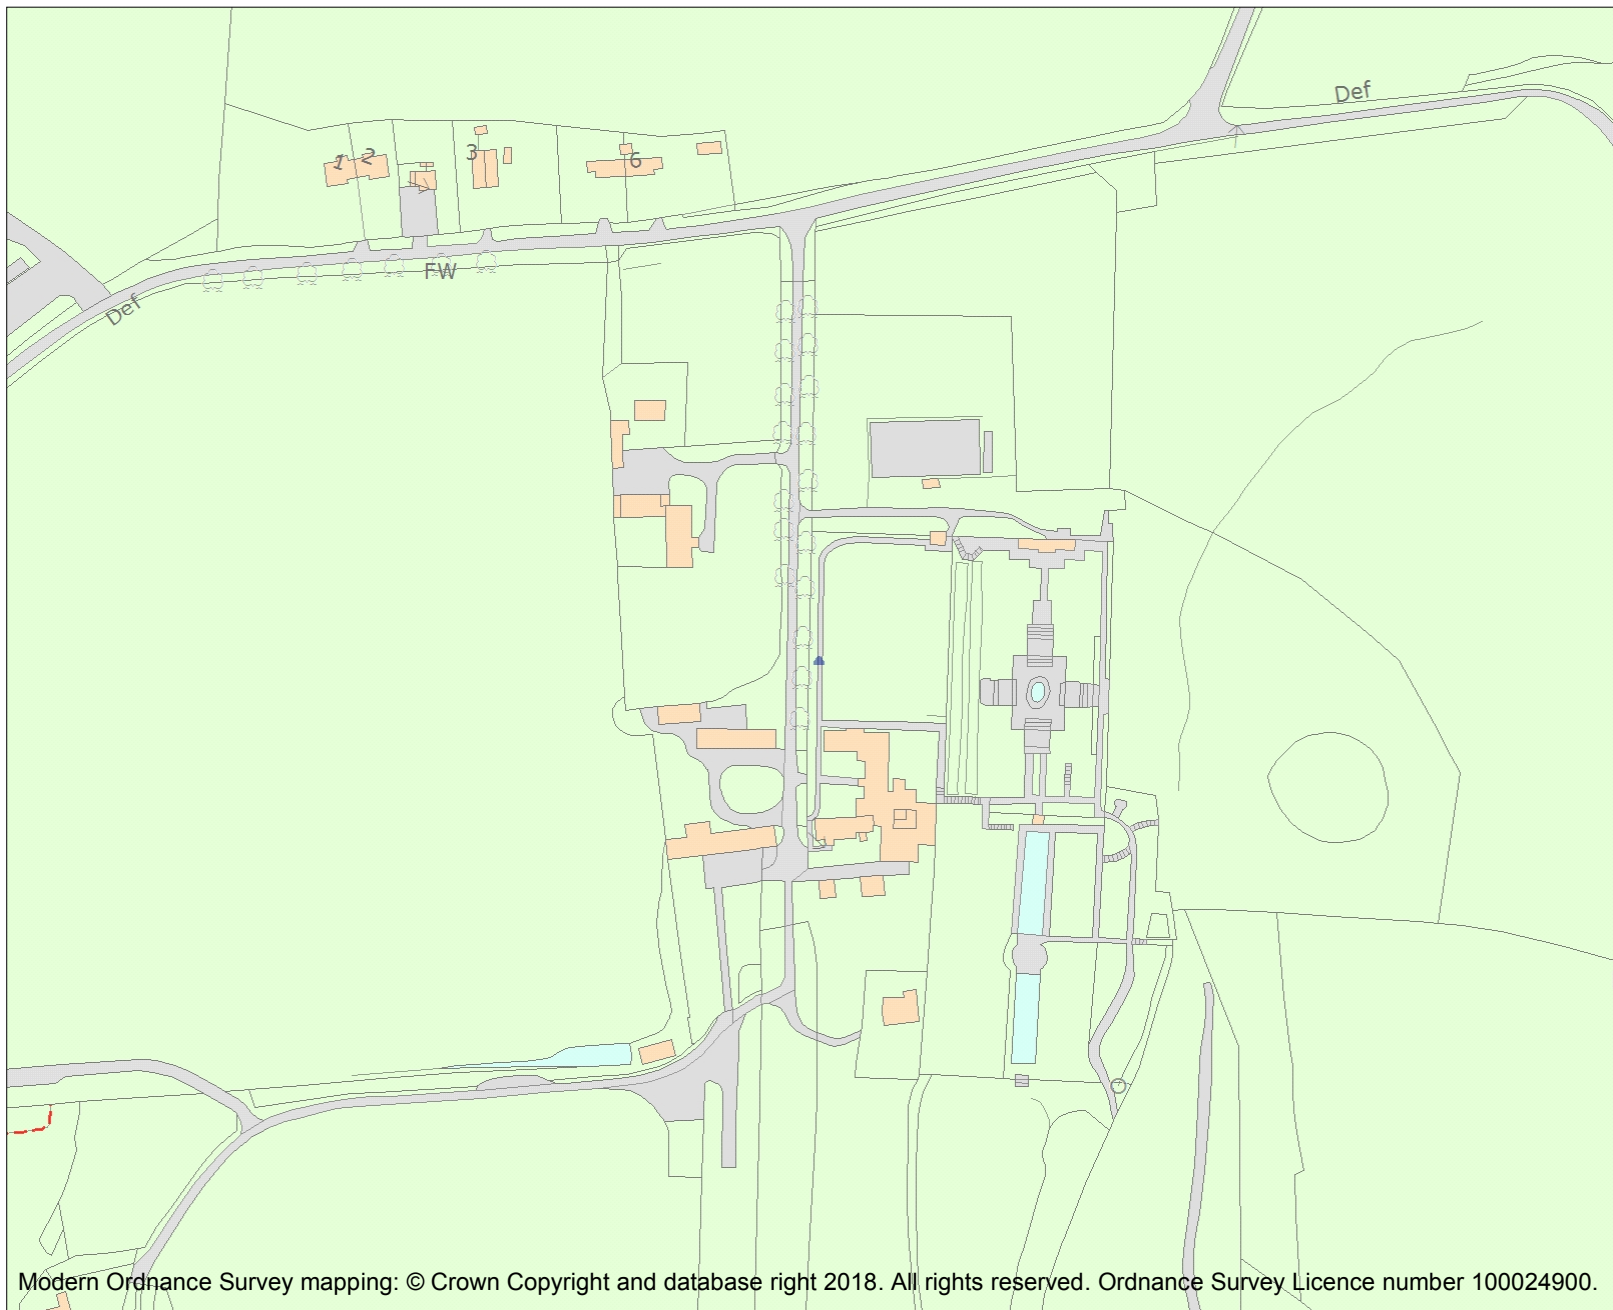 Def
1 2
3
6
FW
Def
Modern Ordnance Survey mapping: © Crown Copyright and database right 2018. All rights reserved. Ordnance Survey Licence number 100024900.